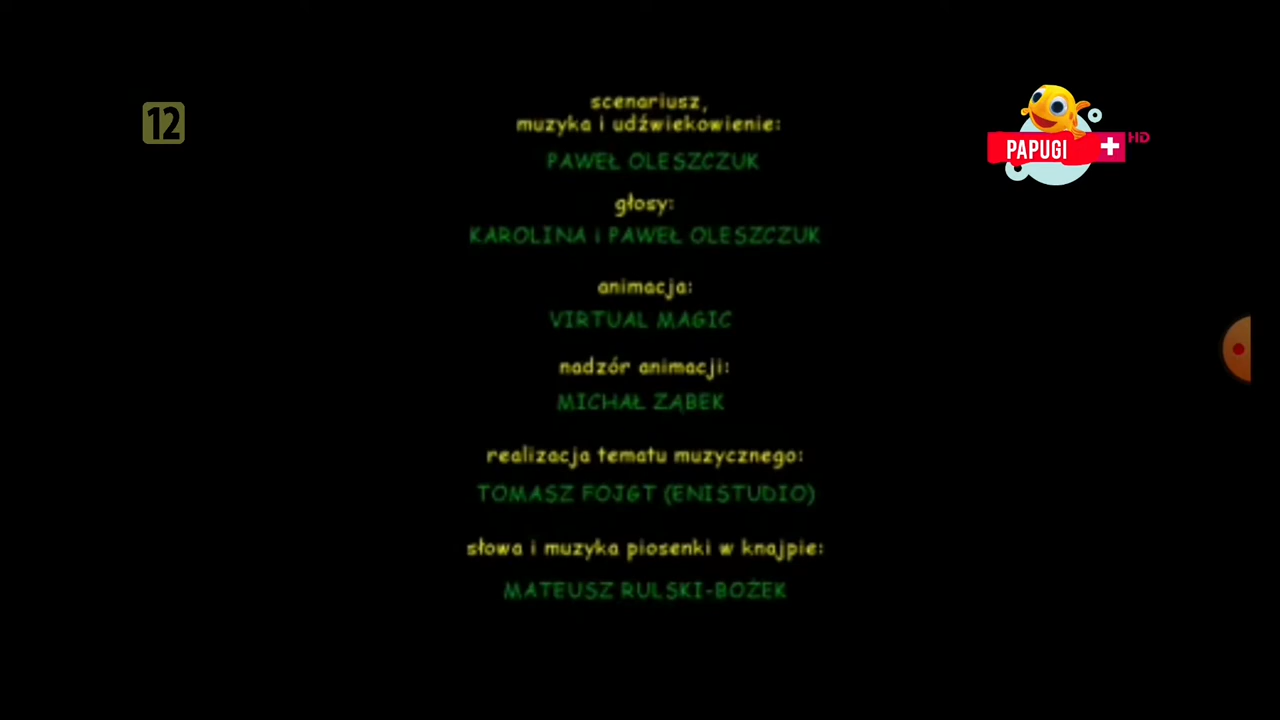 12
PAPUGI + HD
scenariusz,
muzyka i udźwiekowienie:
PAWEŁ OLESZCZUK
głosy:
KAROLINA i PAWEŁ OLESZCZUK
animacja:
VIRTUAL MAGIC
nadzór animacji:
MICHAŁ ZĄBEK
realizacja tematu muzycznego:
TOMASZ FOJGT (ENISTUDIO)
słowa i muzyka piosenki w knajpie:
MATEUSZ RULSKI-BOŻEK